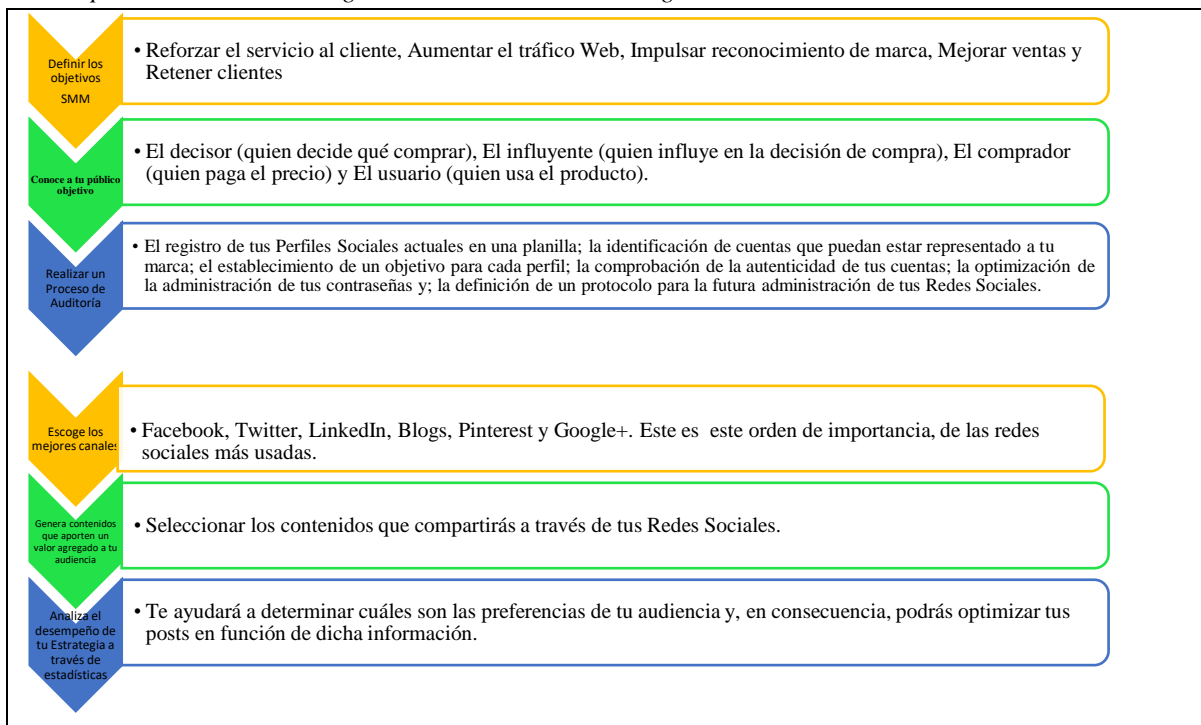 Definir los
objetivos
SMM
• Reforzar el servicio al cliente, Aumentar el tráfico Web, Impulsar reconocimiento de marca, Mejorar ventas y
Retener clientes
Conoce a tu público
objetivo
• El decisor (quien decide qué comprar), El influyente (quien influye en la decisión de compra), El comprador
(quien paga el precio) y El usuario (quien usa el producto).
Realizar un
Proceso de
Auditoría
• El registro de tus Perfiles Sociales actuales en una planilla; la identificación de cuentas que puedan estar representado a tu
marca; el establecimiento de un objetivo para cada perfil; la comprobación de la autenticidad de tus cuentas; la optimización de
la administración de tus contraseñas y; la definición de un protocolo para la futura administración de tus Redes Sociales.
Escoge los
mejores canales
• Facebook, Twitter, LinkedIn, Blogs, Pinterest y Google+. Este es este orden de importancia, de las redes
sociales más usadas.
Genera contenidos
que aporten un
valor agregado a tu
audiencia
• Seleccionar los contenidos que compartirás a través de tus Redes Sociales.
Analiza el
desempeño de
tu Estrategia a
través de
estadísticas
• Te ayudará a determinar cuáles son las preferencias de tu audiencia y, en consecuencia, podrás optimizar tus
posts en función de dicha información.